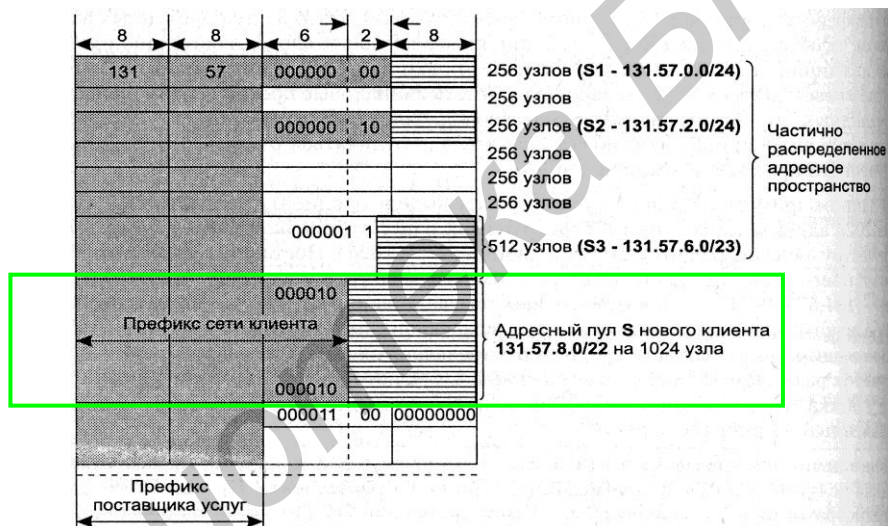 8 8 6 2 8
131 57 000000 00 256 узлов (S1 - 131.57.0.0/24)
256 узлов
000000 10 256 узлов (S2 - 131.57.2.0/24)
256 узлов
256 узлов
256 узлов
Частично
распределенное
адресное
пространство
000001 1 512 узлов (S3 - 131.57.6.0/23)
000010
Префикс сети клиента
Адресный пул S нового клиента
131.57.8.0/22 на 1024 узла
000010
000011 00 00000000
Префикс
поставщика услуг